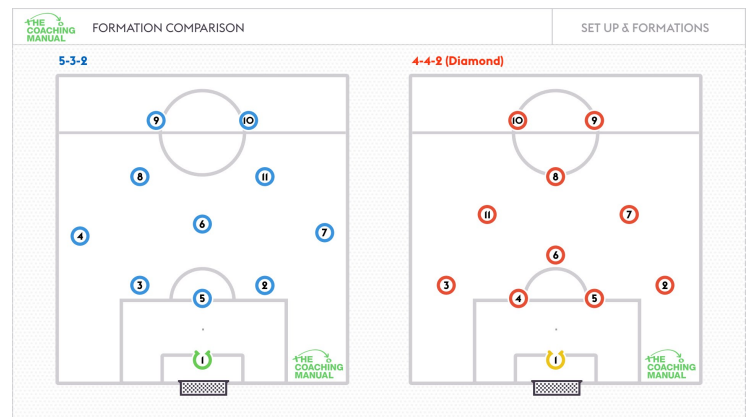 THE
COACHING
MANUAL
FORMATION COMPARISON
SET UP & FORMATIONS
5-3-2
9
10
8
11
6
4
7
3
2
5
1
THE
COACHING
MANUAL
4-4-2 (Diamond)
10
9
8
11
7
6
3
2
4
5
1
THE
COACHING
MANUAL